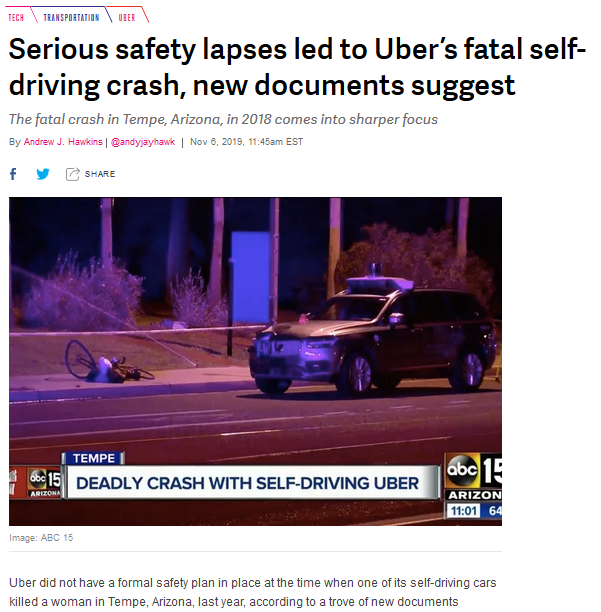 TECH TRANSPORTATION UBER
Serious safety lapses led to Uber's fatal self-
driving crash, new documents suggest
The fatal crash in Tempe, Arizona, in 2018 comes into sharper focus
By Andrew J. Hawkins | @andyjayhawk | Nov 6, 2019, 11:45am EST
SHARE
TEMPE
abc 15
ARIZONA
DEADLY CRASH WITH SELF-DRIVING UBER
abc 15
ARIZON
11:01 64
Image: ABC 15
Uber did not have a formal safety plan in place at the time when one of its self-driving cars
killed a woman in Tempe, Arizona, last year, according to a trove of new documents